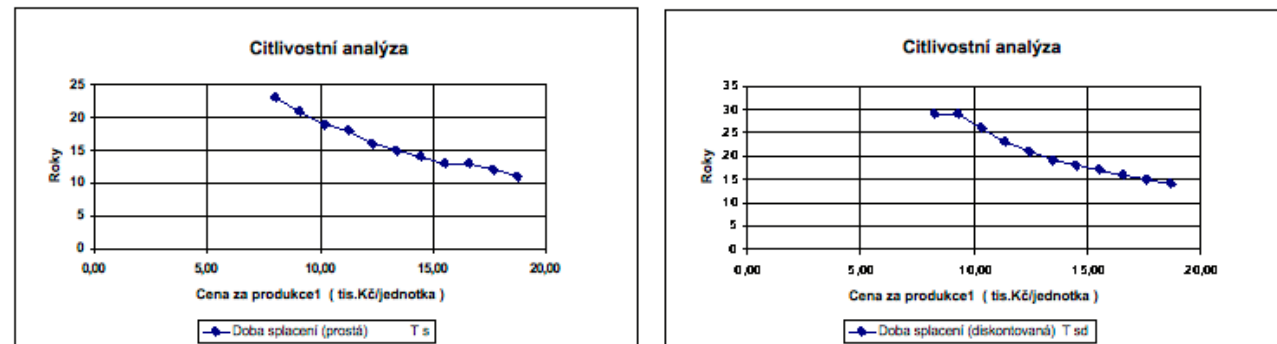 Citlivostní analýza
25
20
15
10
5
0
Roky
0,00 5,00 10,00 15,00 20,00
Cena za produkce1 ( tis.Kč/jednotka )
Doba splacení (prostá) T s
Citlivostní analýza
35
30
25
20
15
10
5
0
Roky
0,00 5,00 10,00 15,00 20,00
Cena za produkce1 ( tis.Kč/jednotka )
Doba splacení (diskontovaná) T sd